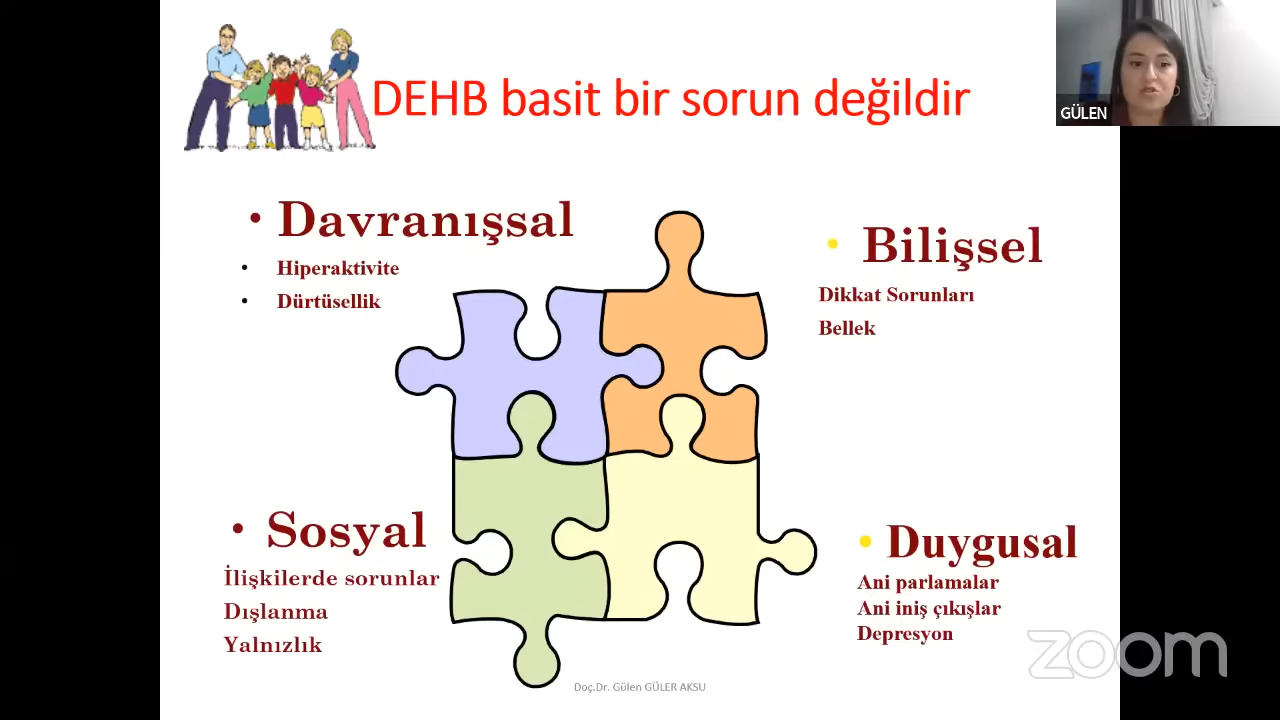 DEHB basit bir sorun değildir
GÜLEN
• Davranışsal
• Hiperaktivite
• Dürtüsellik
• Bilişsel
Dikkat Sorunları
Bellek
• Sosyal
İlişkilerde sorunlar
Dışlanma
Yalnızlık
• Duygusal
Ani parlamalar
Ani iniş çıkışlar
Depresyon
zoom
Doç.Dr. Gülen GÜLER AKSU